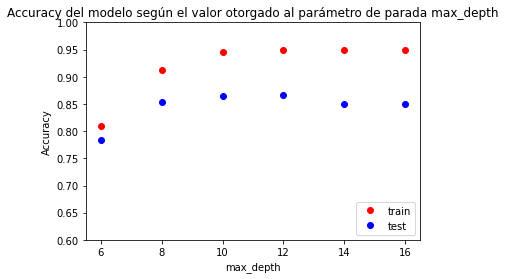 Accuracy del modelo según el valor otorgado al parámetro de parada max_depth
1.00
0.95
0.90
0.85
0.80
0.75
0.70
0.65
0.60
Accuracy
6 8 10 12 14 16
max_depth
train
test